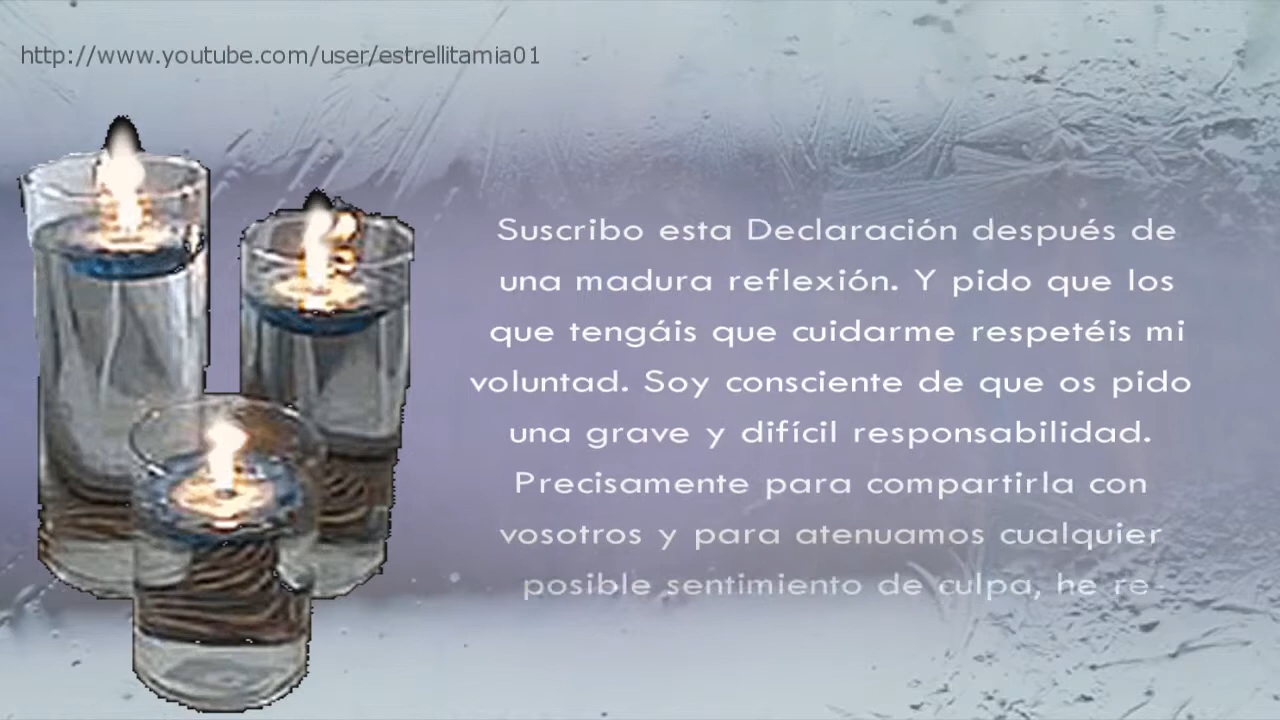 http://www.youtube.com/user/estrellitamia01
Suscribo esta Declaración después de
una madura reflexión. Y pido que los
que tengáis que cuidarme respetéis mi
voluntad. Soy consciente de que os pido
una grave y difícil responsabilidad.
Precisamente para compartirla con
vosotros y para atenuamos cualquier
posible sentimiento de culpa, he re-